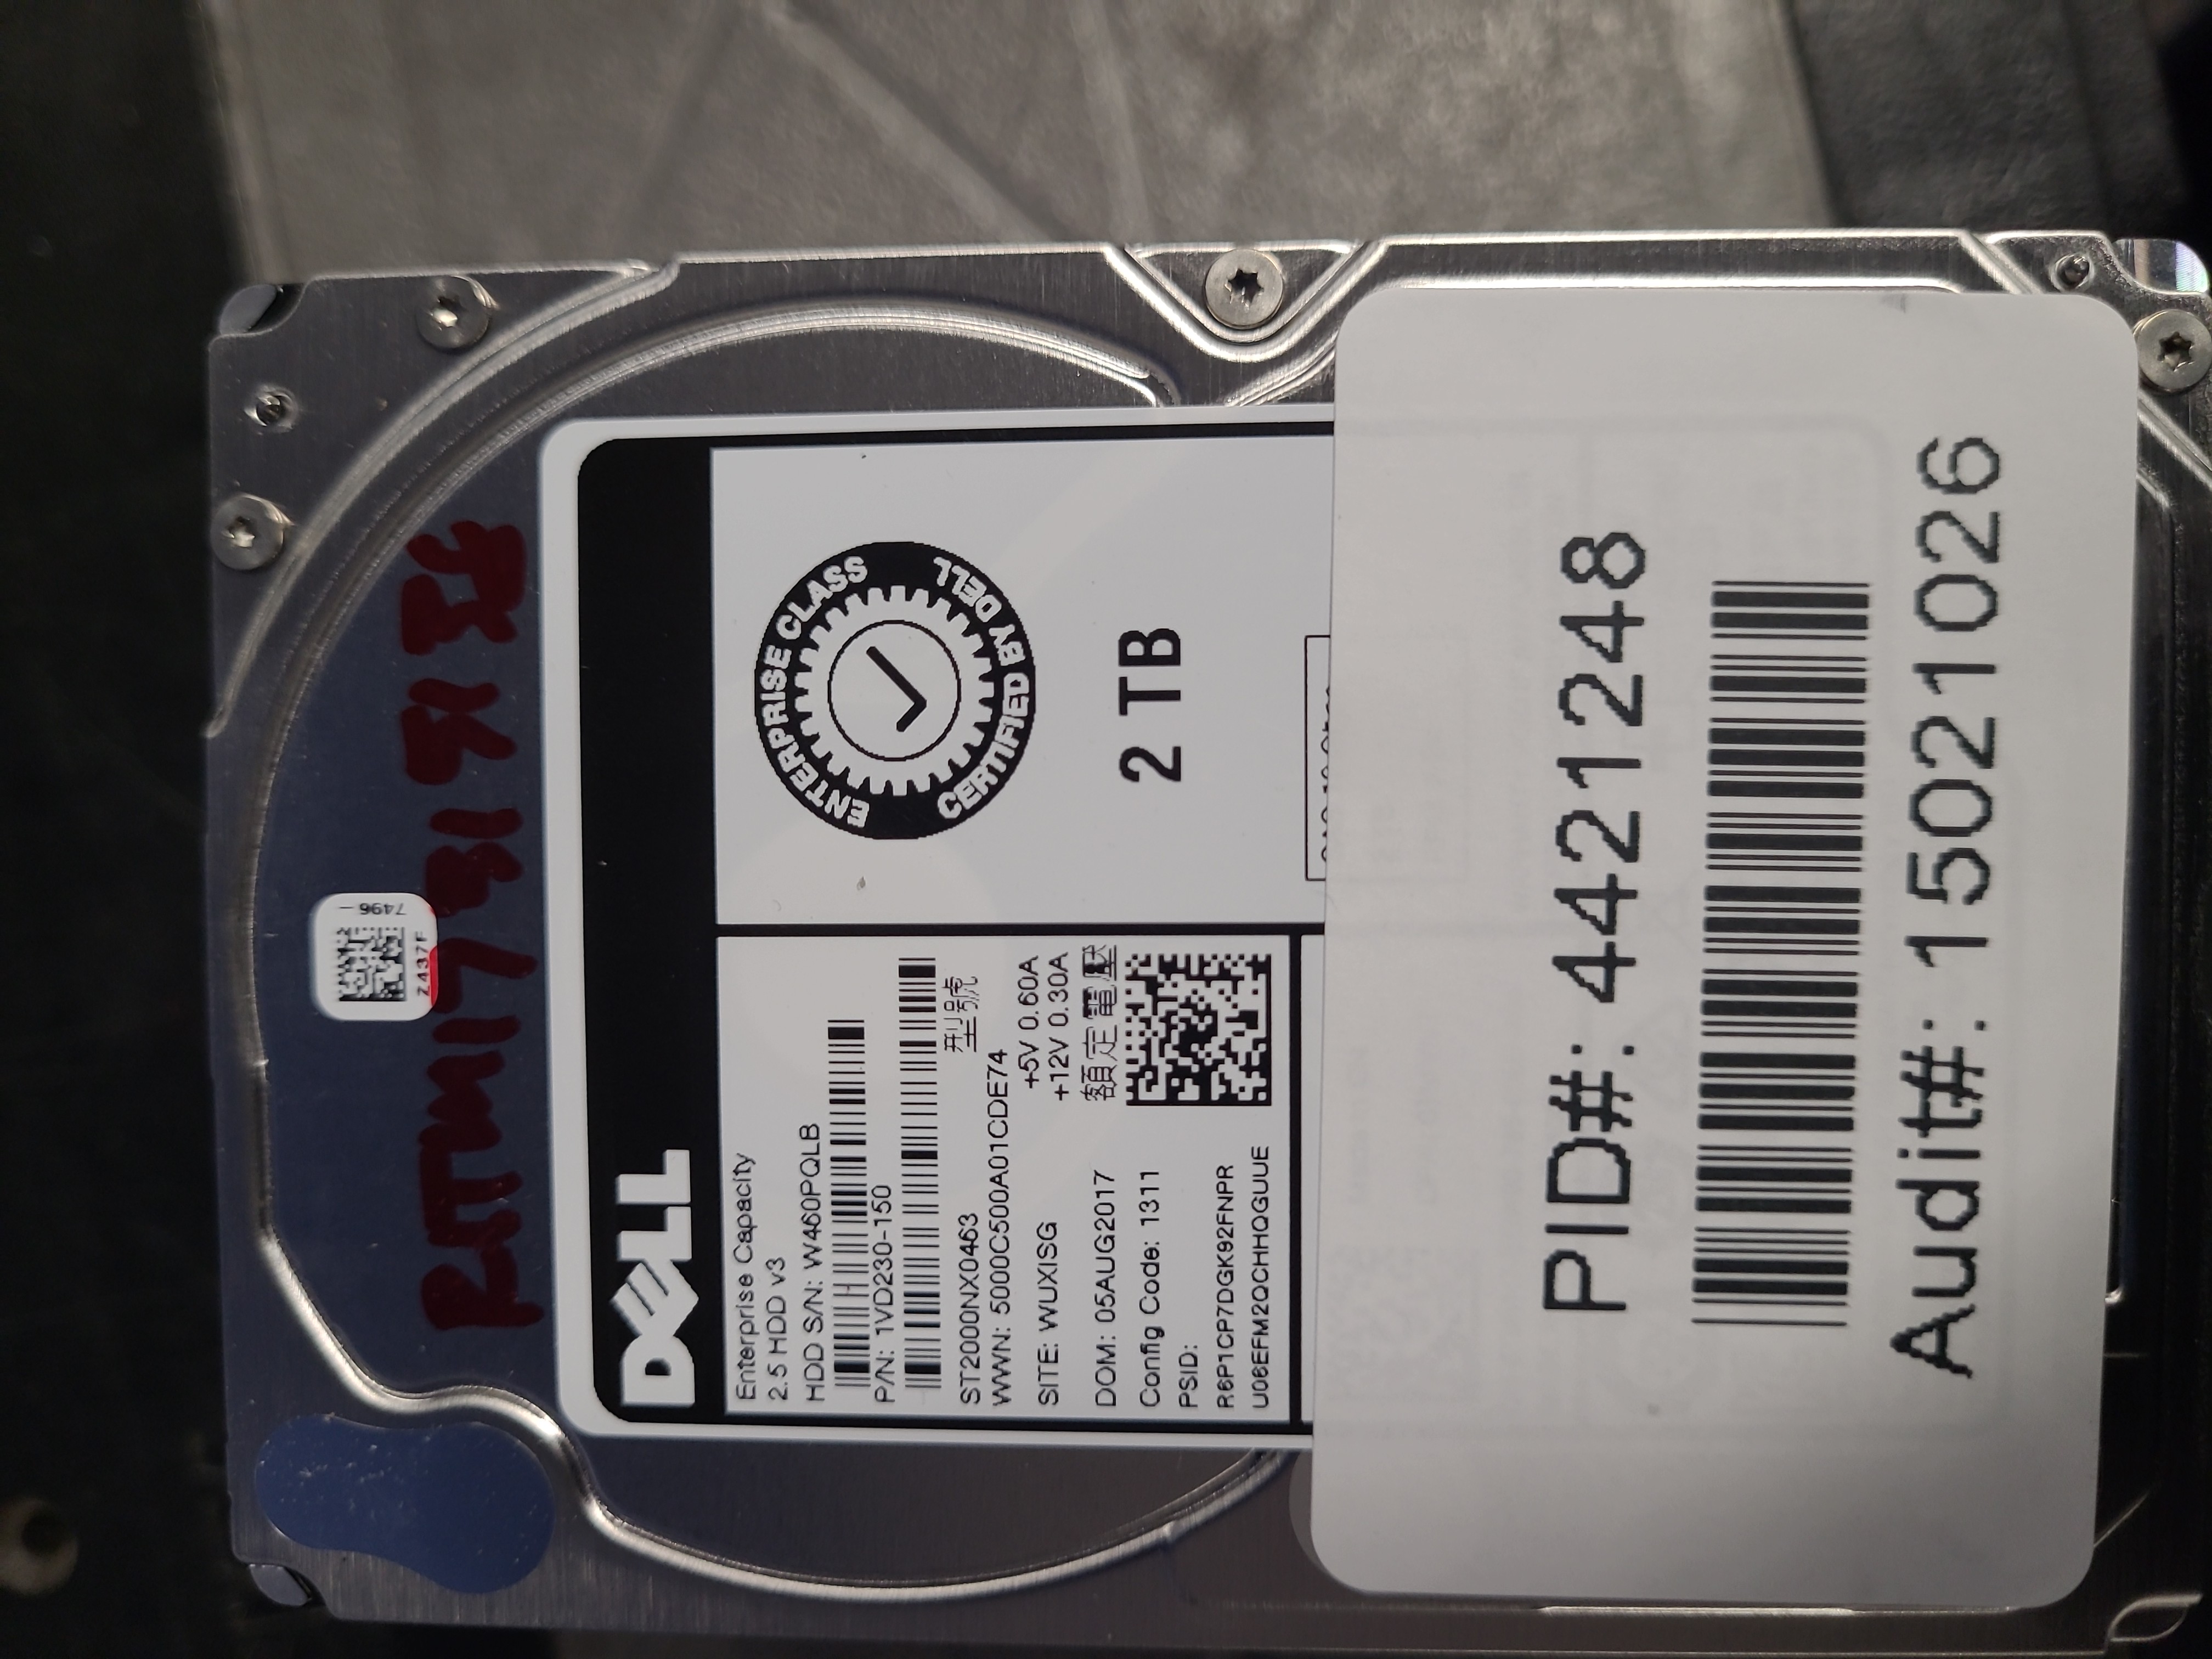 7496-
Z437F
DELL
Enterprise Capacity
2.5 HDD v3
HDD S/N: W460PQLB
P/N: 1VD230-150
ST2000NX0463 型號
WWN: 5000C500A01CDE74
+5V 0.60A
SITE: WUXISG
+12V 0.30A
DOM: 05AUG2017 額定電壓
Config Code: 1311
PSID:
R6P1CP7DGK92FNPR
U06EFM2QCHHQGUUE
ENTERPRISE CLASS
CERTIFIED BY DELL
2 TB
PID#: 4421248
Audit#: 15021026